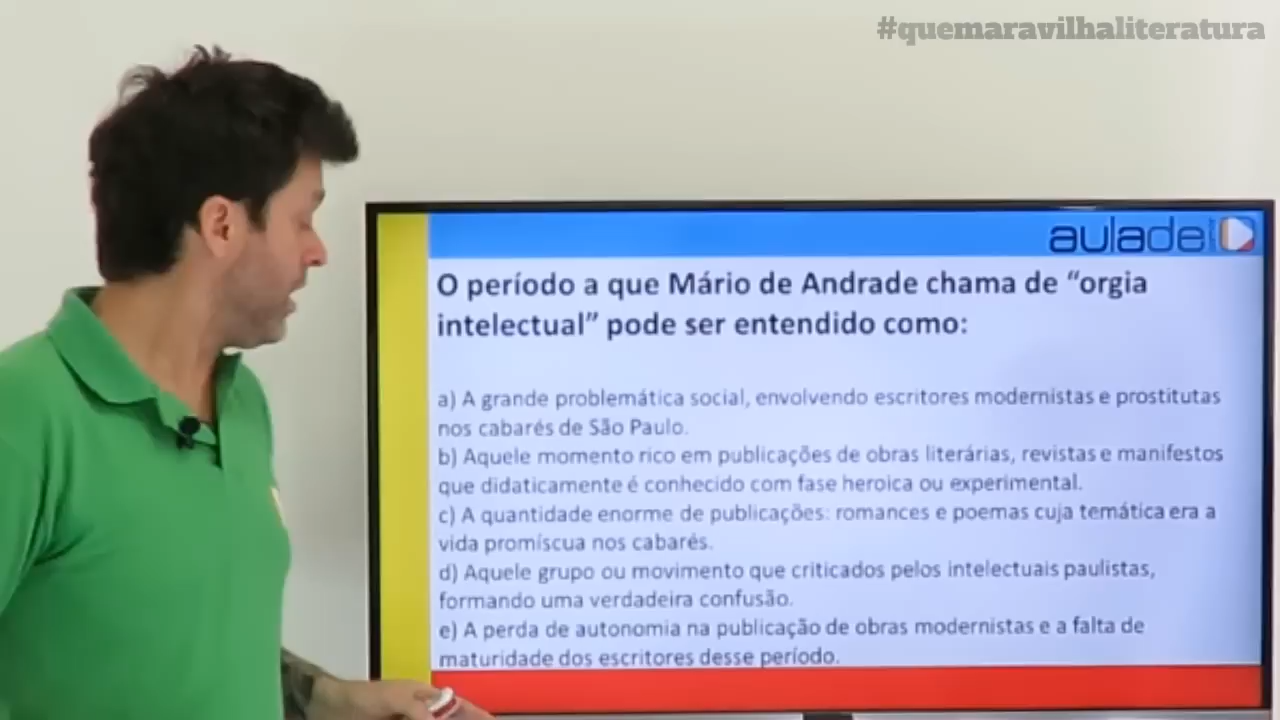 #quemaravilhaliteratura
aulade
O período a que Mário de Andrade chama de “orgia
intelectual” pode ser entendido como:
a) A grande problemática social, envolvendo escritores modernistas e prostitutas
nos cabarés de São Paulo.
b) Aquele momento rico em publicações de obras literárias, revistas e manifestos
que didaticamente é conhecido com fase heroica ou experimental.
c) A quantidade enorme de publicações: romances e poemas cuja temática era a
vida promíscua nos cabarés.
d) Aquele grupo ou movimento que criticados pelos intelectuais paulistas,
formando uma verdadeira confusão.
e) A perda de autonomia na publicação de obras modernistas e a falta de
maturidade dos escritores desse período.